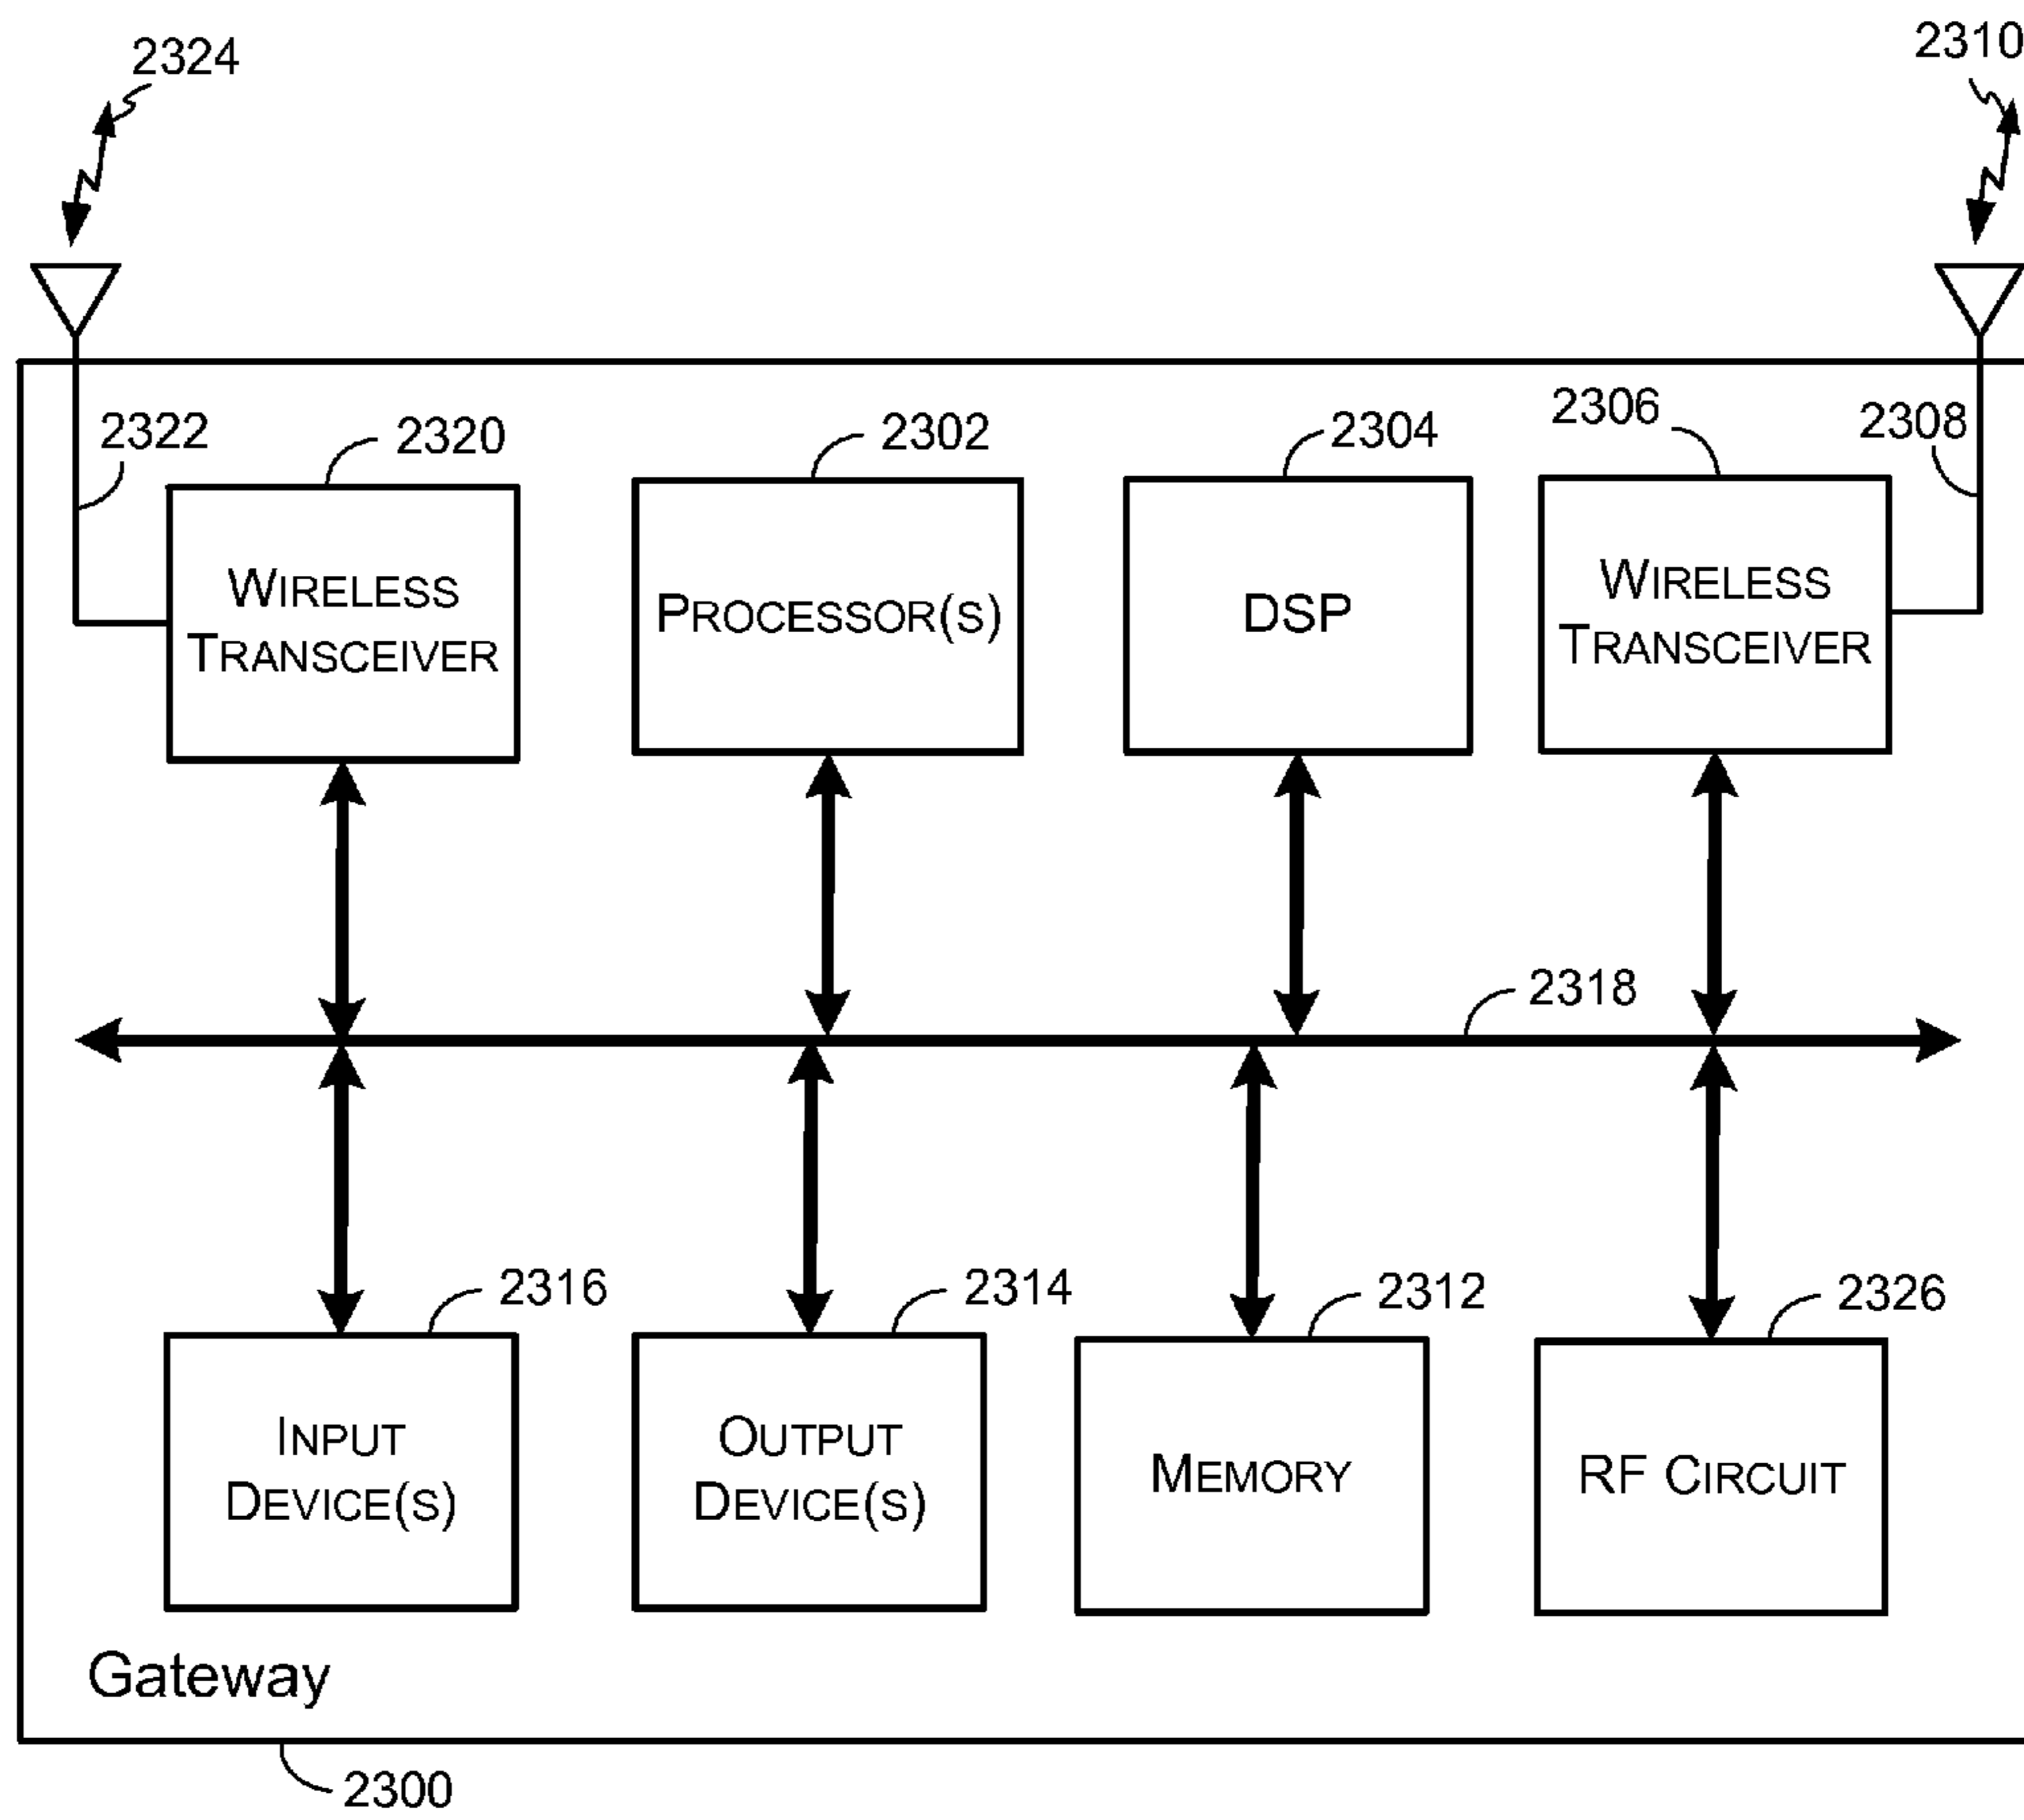 2324
2310
2322
2320
2302
2304
2306
2308
WIRELESS
TRANSCEIVER
PROCESSOR(S)
DSP
WIRELESS
TRANSCEIVER
2318
2316
2314
2312
2326
INPUT
DEVICE(S)
OUTPUT
DEVICE(S)
MEMORY
RF CIRCUIT
Gateway
2300